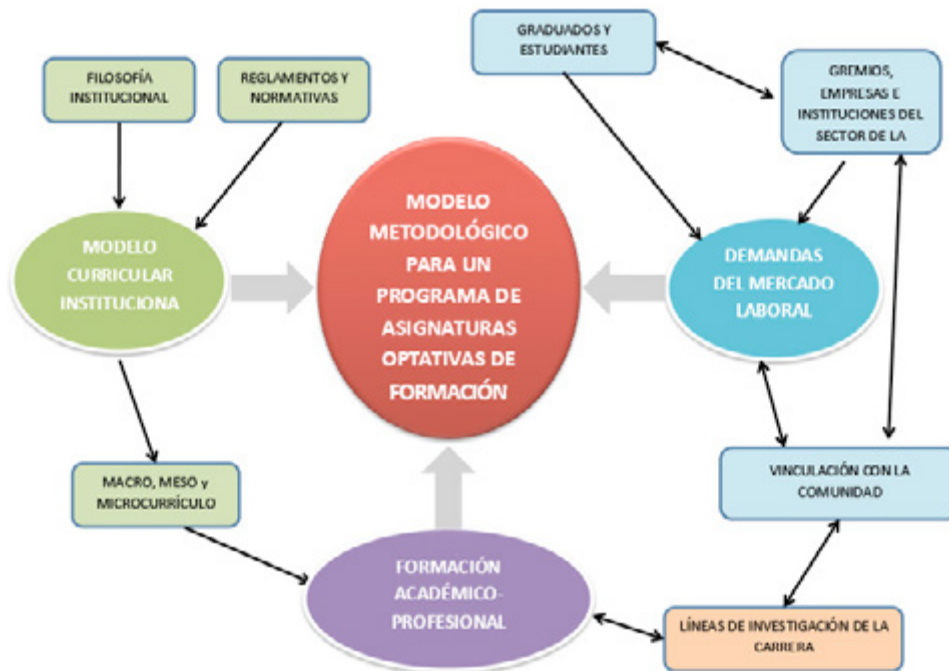 GRADUADOS Y
ESTUDIANTES
FILOSOFÍA
INSTITUCIONAL
REGLAMENTOS Y
NORMATIVAS
GREMIOS,
EMPRESAS E
INSTITUCIONES DEL
SECTOR DE LA
MODELO
METODOLÓGICO
PARA UN
PROGRAMA DE
ASIGNATURAS
OPTATIVAS DE
FORMACIÓN
MODELO
CURRICULAR
INSTITUCIONA
DEMANDAS
DEL MERCADO
LABORAL
MACRO, MESO y
MICROCURRÍCULO
VINCULACIÓN CON LA
COMUNIDAD
FORMACIÓN
ACADÉMICO-
PROFESIONAL
LÍNEAS DE INVESTIGACIÓN DE LA
CARRERA